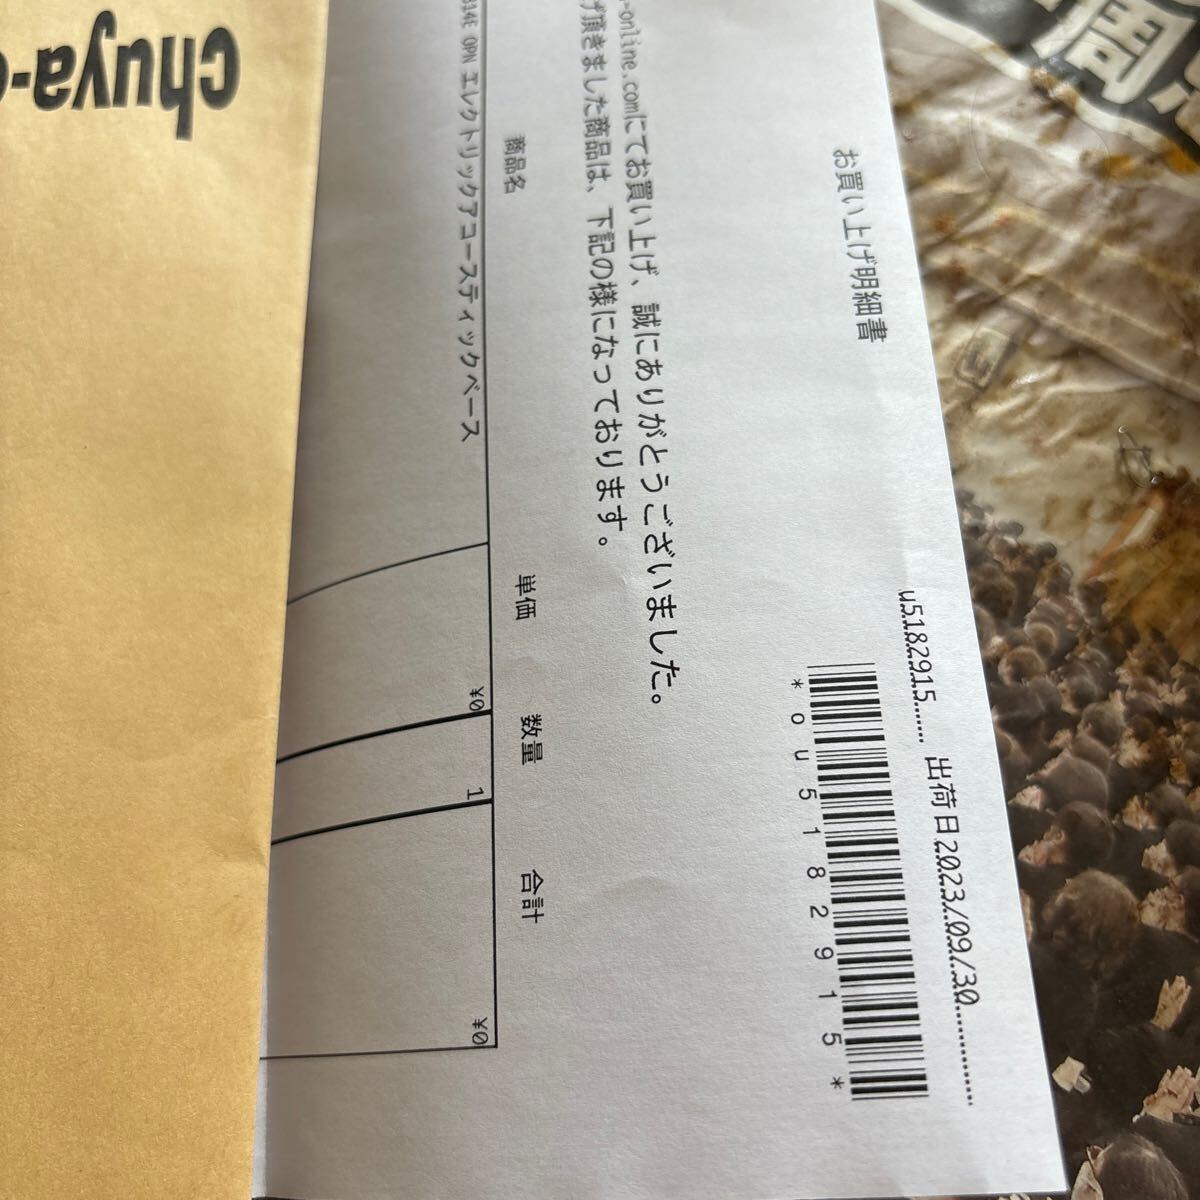 chuya-
お買い上げ明細書
u5182915 出荷日2023/09/30
*ou5182915*
-online.comにてお買い上げ、誠にありがとうございました。
げ頂きました商品は、下記の様になっております。
商品名 単価 数量 合計
314E OPN エレクトリックアコースティックベース ¥0 1 ¥0
周